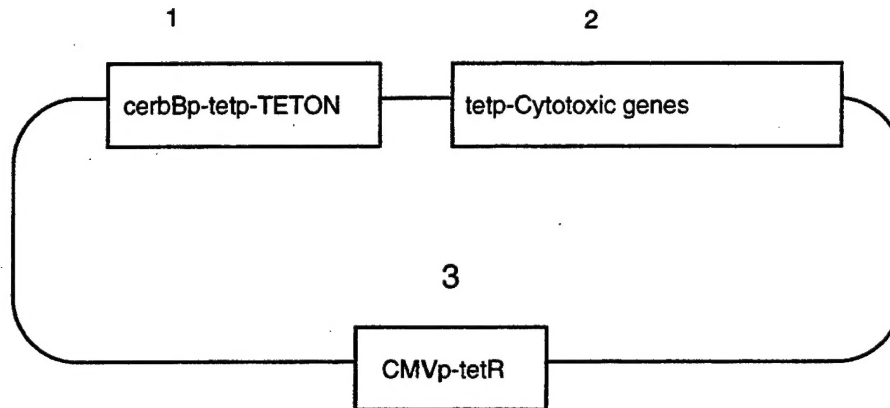 1
2
cerbBp-tetp-TETON
tetp-Cytotoxic genes
3
CMVp-tetR